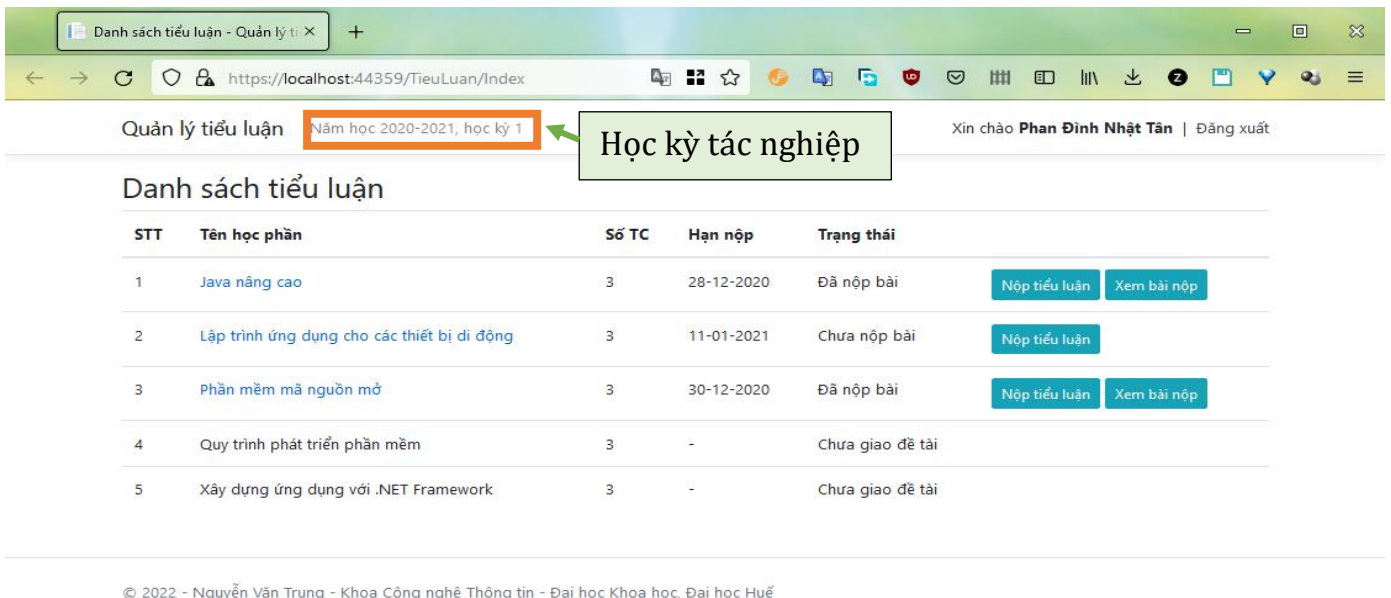 Danh sách tiểu luận - Quản lý ti
https://localhost:44359/TieuLuan/Index
Quản lý tiểu luận Năm học 2020-2021, học kỳ 1 Học kỳ tác nghiệp Xin chào Phan Đình Nhật Tân | Đăng xuất
Danh sách tiểu luận
STT Tên học phần Số TC Hạn nộp Trạng thái
1 Java nâng cao 3 28-12-2020 Đã nộp bài Nộp tiểu luận Xem bài nộp
2 Lập trình ứng dụng cho các thiết bị di động 3 11-01-2021 Chưa nộp bài Nộp tiểu luận
3 Phần mềm mã nguồn mở 3 30-12-2020 Đã nộp bài Nộp tiểu luận Xem bài nộp
4 Quy trình phát triển phần mềm 3 - Chưa giao đề tài
5 Xây dựng ứng dụng với .NET Framework 3 - Chưa giao đề tài
© 2022 - Nguyễn Văn Trung - Khoa Công nghệ Thông tin - Đại học Khoa học, Đại học Huế